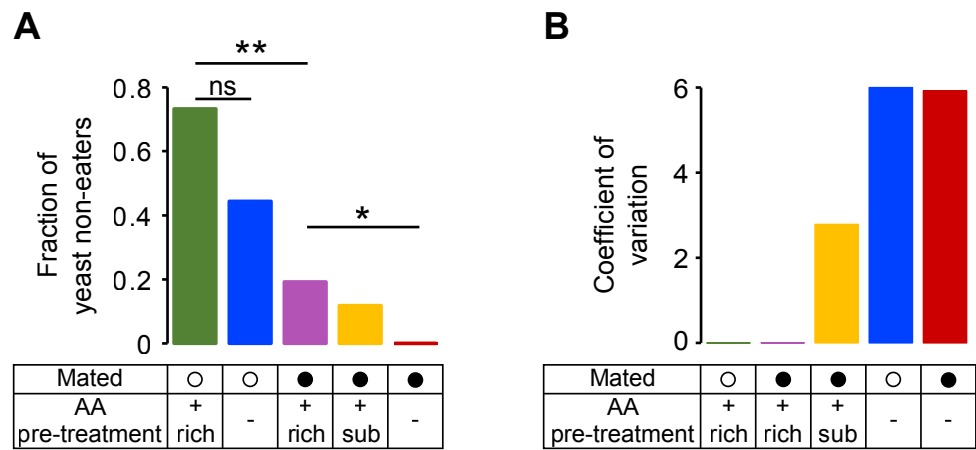 A
**
ns
*
0.8
0.6
0.4
0.2
0
Fraction of
yeast non-eaters
Mated
AA
pre-treatment
+
rich
-
+
rich
+
sub
-
B
6
4
2
0
Coefficient of
variation
Mated
AA
pre-treatment
+
rich
+
rich
+
sub
-
-